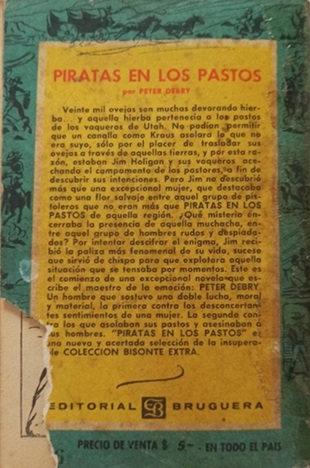 PIRATAS EN LOS PASTOS
por PETER DEBRY
Veinte mil ovejas son muchas devorando hier-
ba... y aquella hierba pertenecía a los pastos
de los vaqueros de Utah. No podían permitir
que un canalla como Kraus asolara lo que no
era suyo, sólo por el placer de trasladar sus
ovejas a través de aquellas tierras, y por esta ra-
zón, estaban Jim Holigan y sus vaqueros ace-
chando el campamento de los pastores, a fin de
descubrir sus intenciones. Pero Jim no descubrió
más que una excepcional mujer, que destacaba
como una flor salvaje entre aquel grupo de pis-
toleros que no eran más que PIRATAS EN LOS
PASTOS de aquella región. ¿Qué misterio en-
cerraba la presencia de aquella muchacha, en-
tre aquel grupo de hombres rudos y despiada-
dos? Por intentar descifrar el enigma, Jim reci-
bió la paliza más fenomenal de su vida, suceso
que sirvió de chispa para que explotara aquella
situación que se tensaba por momentos. Este es
el comienzo de una excepcional novela que es-
cribe el maestro de la emoción: PETER DEBRY.
Un hombre que sostuvo una doble lucha, moral
y material, la primera contra los desconcertan-
tes sentimientos de una mujer. La segunda con-
tra los que asolaban sus pastos y asesinaban a
sus hombres. "PIRATAS EN LOS PASTOS" es
una nueva y acertada selección de la insupera-
ble COLECCION BISONTE EXTRA.
EDITORIAL EB BRUGUERA
6 PRECIO DE VENTA $ 5- - EN TODO EL PAIS